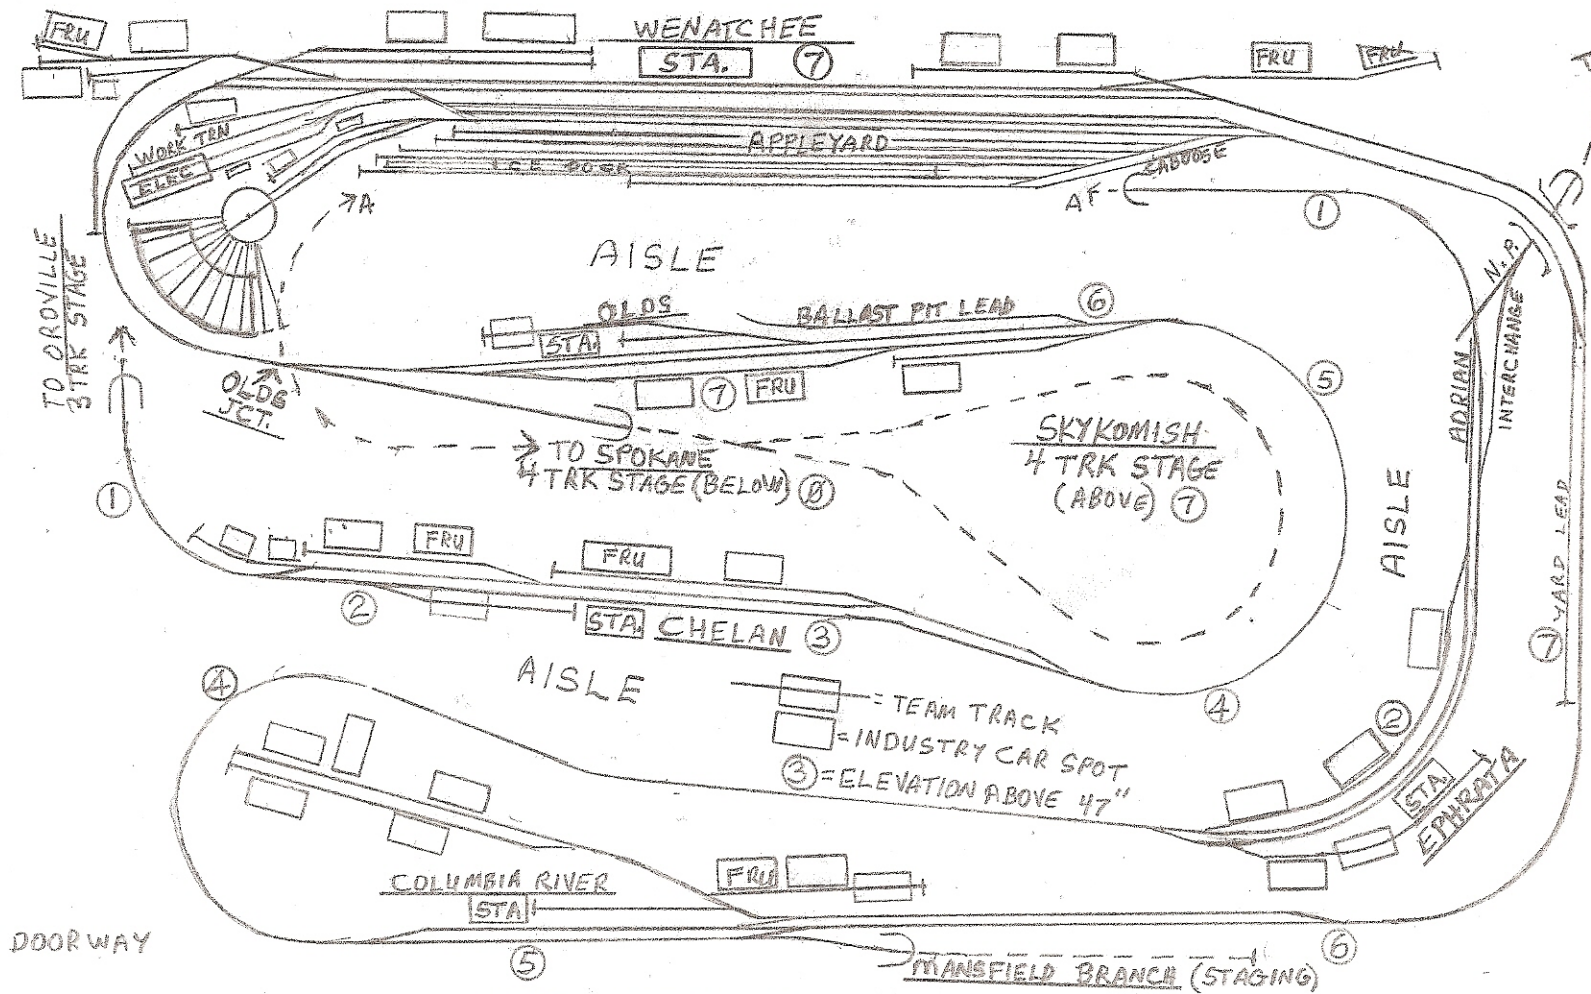 FRU
WENATCHEE
STA.
7
FRU
FRU
WORK TRN
ELEC
APPLEYARD
ICE DOCK
CABOOSE
A
A
1
AISLE
N.P.
INTERCHANGE
ADRIAN
TO OROVILLE
3 TRK STAGE
OLDS
STA.
BALLAST PIT LEAD
6
7
FRU
5
OLDS
JCT.
TO SPOKANE
4 TRK STAGE (BELOW) 0
SKYKOMISH
4 TRK STAGE
(ABOVE) 7
AISLE
YARD LEAD
7
1
FRU
FRU
2
STA.
CHELAN
3
4
AISLE
4
= TEAM TRACK
= INDUSTRY CAR SPOT
3 = ELEVATION ABOVE 47"
2
STA.
EPHRATA
COLUMBIA RIVER
STA
FRU
5
6
DOORWAY
MANSFIELD BRANCH (STAGING)